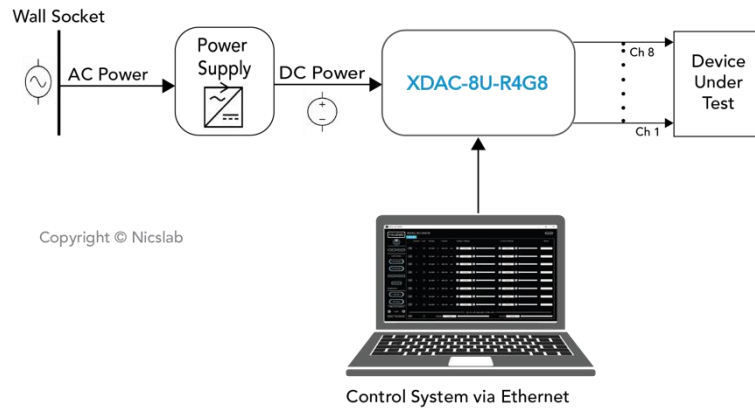 Wall Socket
AC Power
Power
Supply
DC Power
XDAC-8U-R4G8
Ch 8
Ch 1
Device
Under
Test
Copyright © Nicslab
Control System via Ethernet